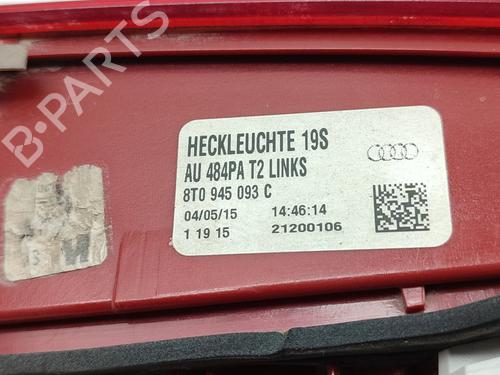 B-Parts
HECKLEUCHTE 19S
AU 484PA T2 LINKS
8T0 945 093 C
04/05/15 14:46:14
1 19 15 21200106
3